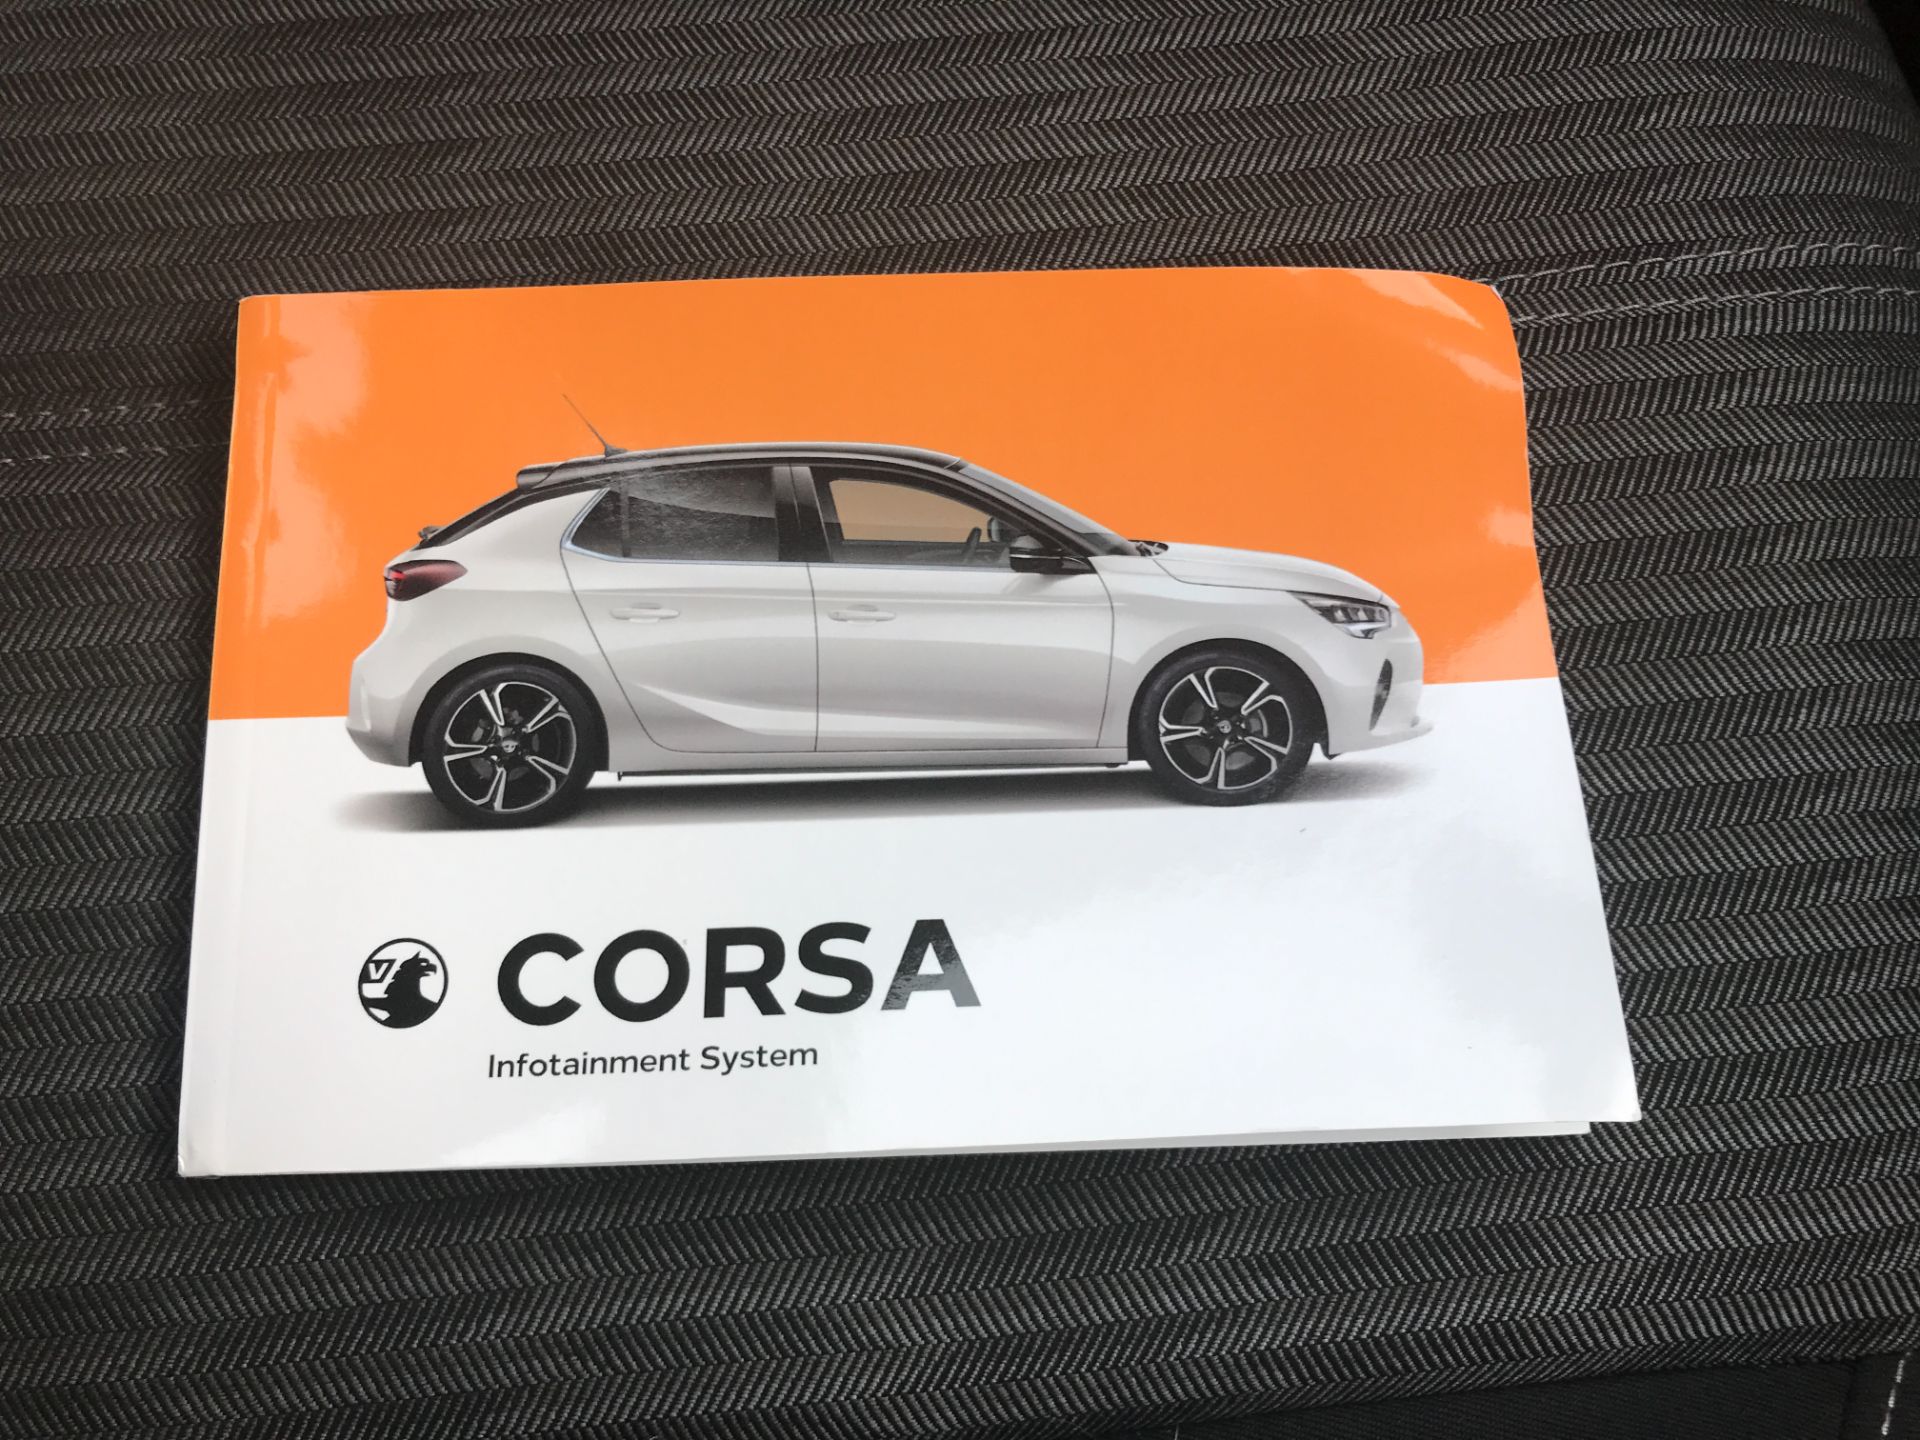 V
CORSA
Infotainment System